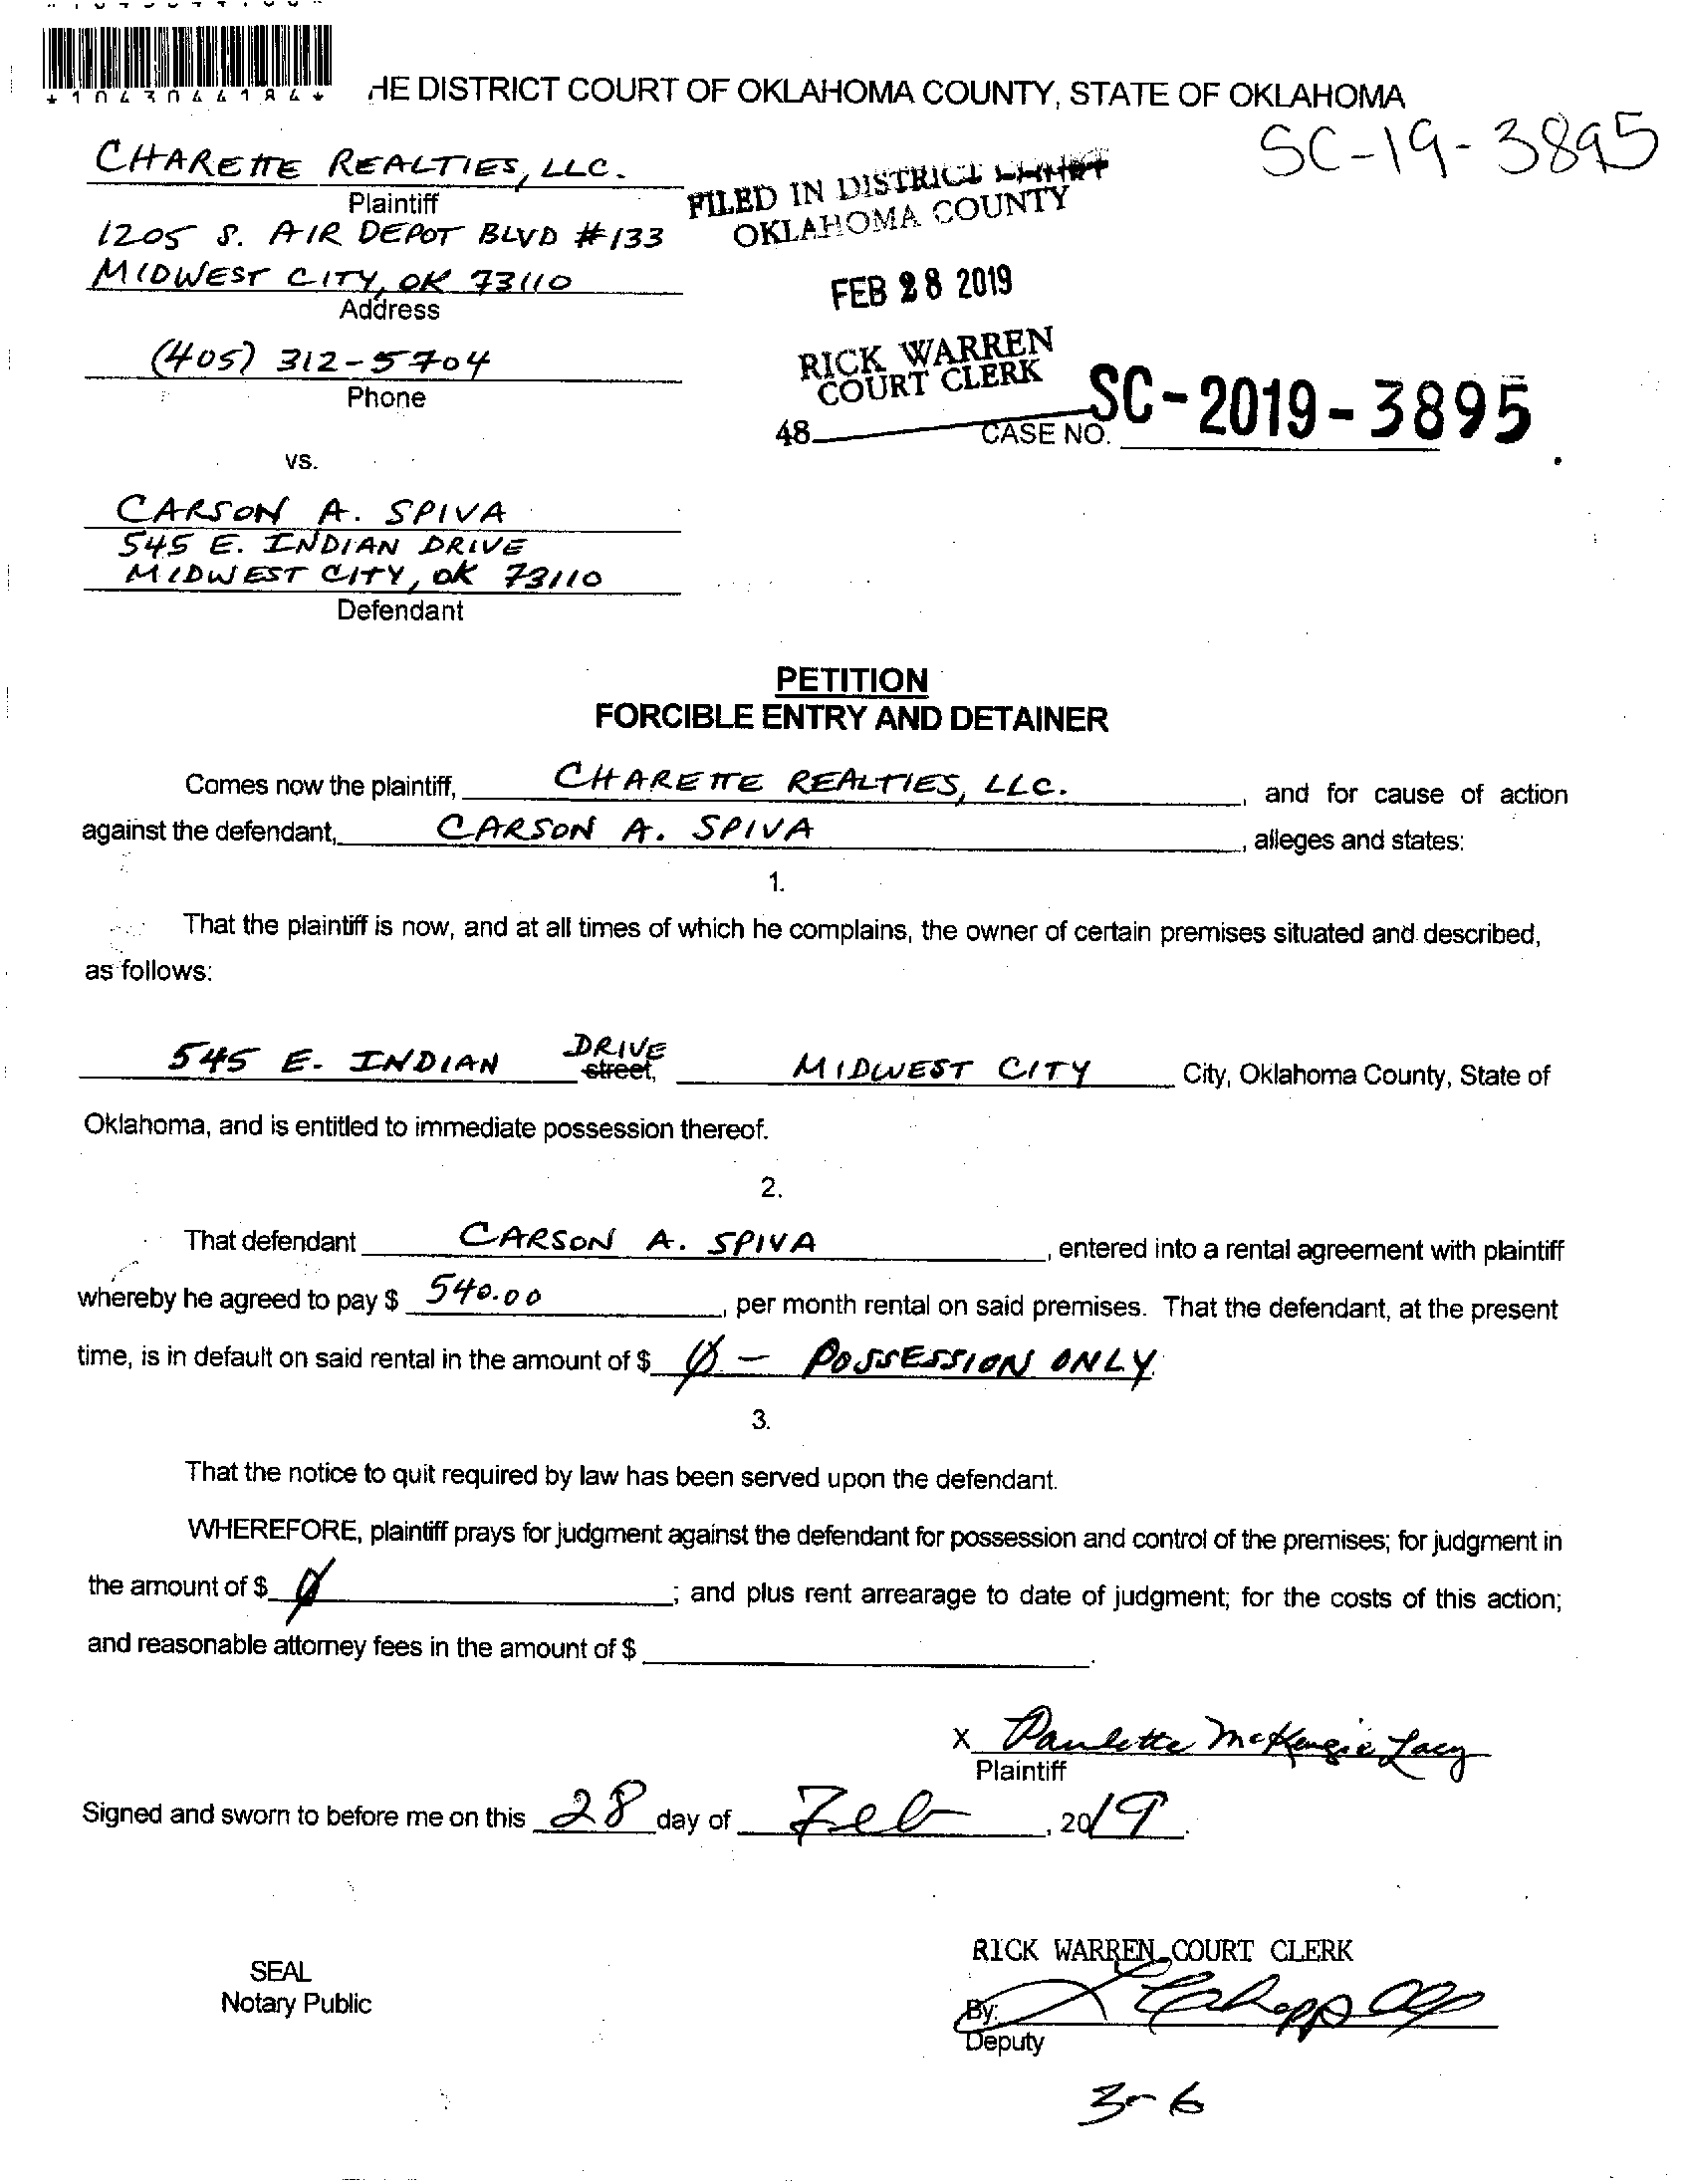 *1043044184*
HE DISTRICT COURT OF OKLAHOMA COUNTY, STATE OF OKLAHOMA
SC-19-3895
CHARETTE REALTIES, LLC.
Plaintiff
1205 S. AIR DEPOT BLVD #133
MIDWEST CITY, OK 73110
Address
(405) 312-5704
Phone
FILED IN DISTRICT COURT
OKLAHOMA COUNTY
FEB 28 2019
RICK WARREN
COURT CLERK
48
CASE NO. SC-2019-3895
vs.
CARSON A. SPIVA
545 E. INDIAN DRIVE
MIDWEST CITY, OK 73110
Defendant
PETITION
FORCIBLE ENTRY AND DETAINER
Comes now the plaintiff, CHARETTE REALTIES, LLC. , and for cause of action
against the defendant, CARSON A. SPIVA , alleges and states:
1.
That the plaintiff is now, and at all times of which he complains, the owner of certain premises situated and described,
as follows:
545 E. INDIAN DRIVE street, MIDWEST CITY City, Oklahoma County, State of
Oklahoma, and is entitled to immediate possession thereof.
2.
That defendant CARSON A. SPIVA , entered into a rental agreement with plaintiff
whereby he agreed to pay $ 540.00 , per month rental on said premises. That the defendant, at the present
time, is in default on said rental in the amount of $ Ø - POSSESSION ONLY.
3.
That the notice to quit required by law has been served upon the defendant.
WHEREFORE, plaintiff prays for judgment against the defendant for possession and control of the premises; for judgment in
the amount of $ Ø ; and plus rent arrearage to date of judgment; for the costs of this action;
and reasonable attorney fees in the amount of $ .
X Paulette McKenzie Lacy
Plaintiff
Signed and sworn to before me on this 28 day of Feb , 2019.
SEAL
Notary Public
RICK WARREN, COURT CLERK
By:
Deputy
3-6